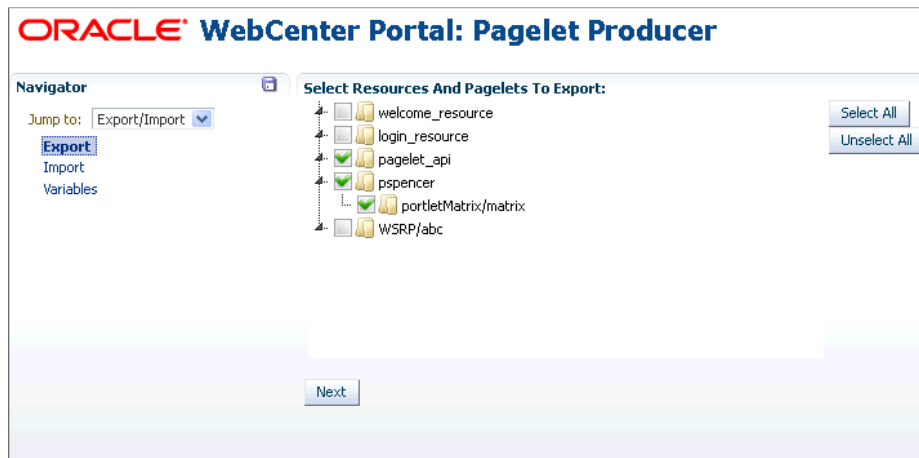 ORACLE WebCenter Portal: Pagelet Producer
Navigator
Jump to: Export/Import
Export
Import
Variables
Select Resources And Pagelets To Export:
welcome_resource
login_resource
pagelet_api
pspencer
portletMatrix/matrix
WSRP/abc
Select All
Unselect All
Next